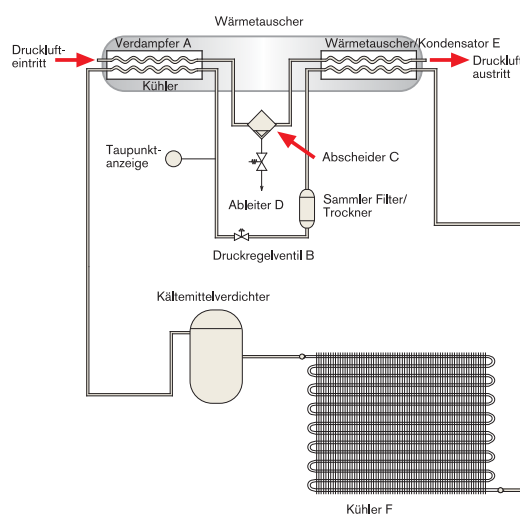 Wärmetauscher
Druckluft-
eintritt
Verdampfer A
Kühler
Wärmetauscher/Kondensator E
Druckluft
austritt
Taupunkt-
anzeige
Abscheider C
Ableiter D
Sammler Filter/
Trockner
Druckregelventil B
Kältemittelverdichter
Kühler F